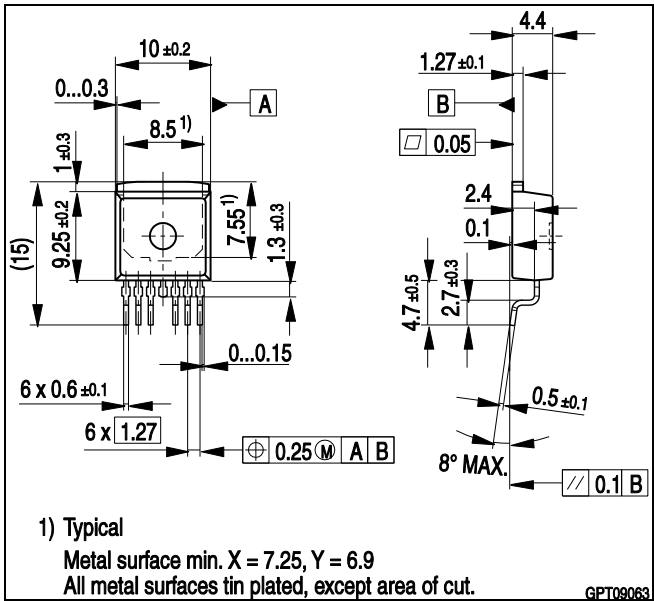 4.4
10 ±0.2
1.27 ±0.1
0...0.3
A
B
8.5 1)
0.05
1 ±0.3
7.55 1)
1.3 ±0.3
2.4
(15)
9.25 ±0.2
0.1
4.7 ±0.5
2.7 ±0.3
0...0.15
6 x 0.6 ±0.1
0.5 ±0.1
6 x 1.27
0.25 Ⓜ A B
8° MAX.
// 0.1 B
1) Typical
Metal surface min. X = 7.25, Y = 6.9
All metal surfaces tin plated, except area of cut.
GPT09063